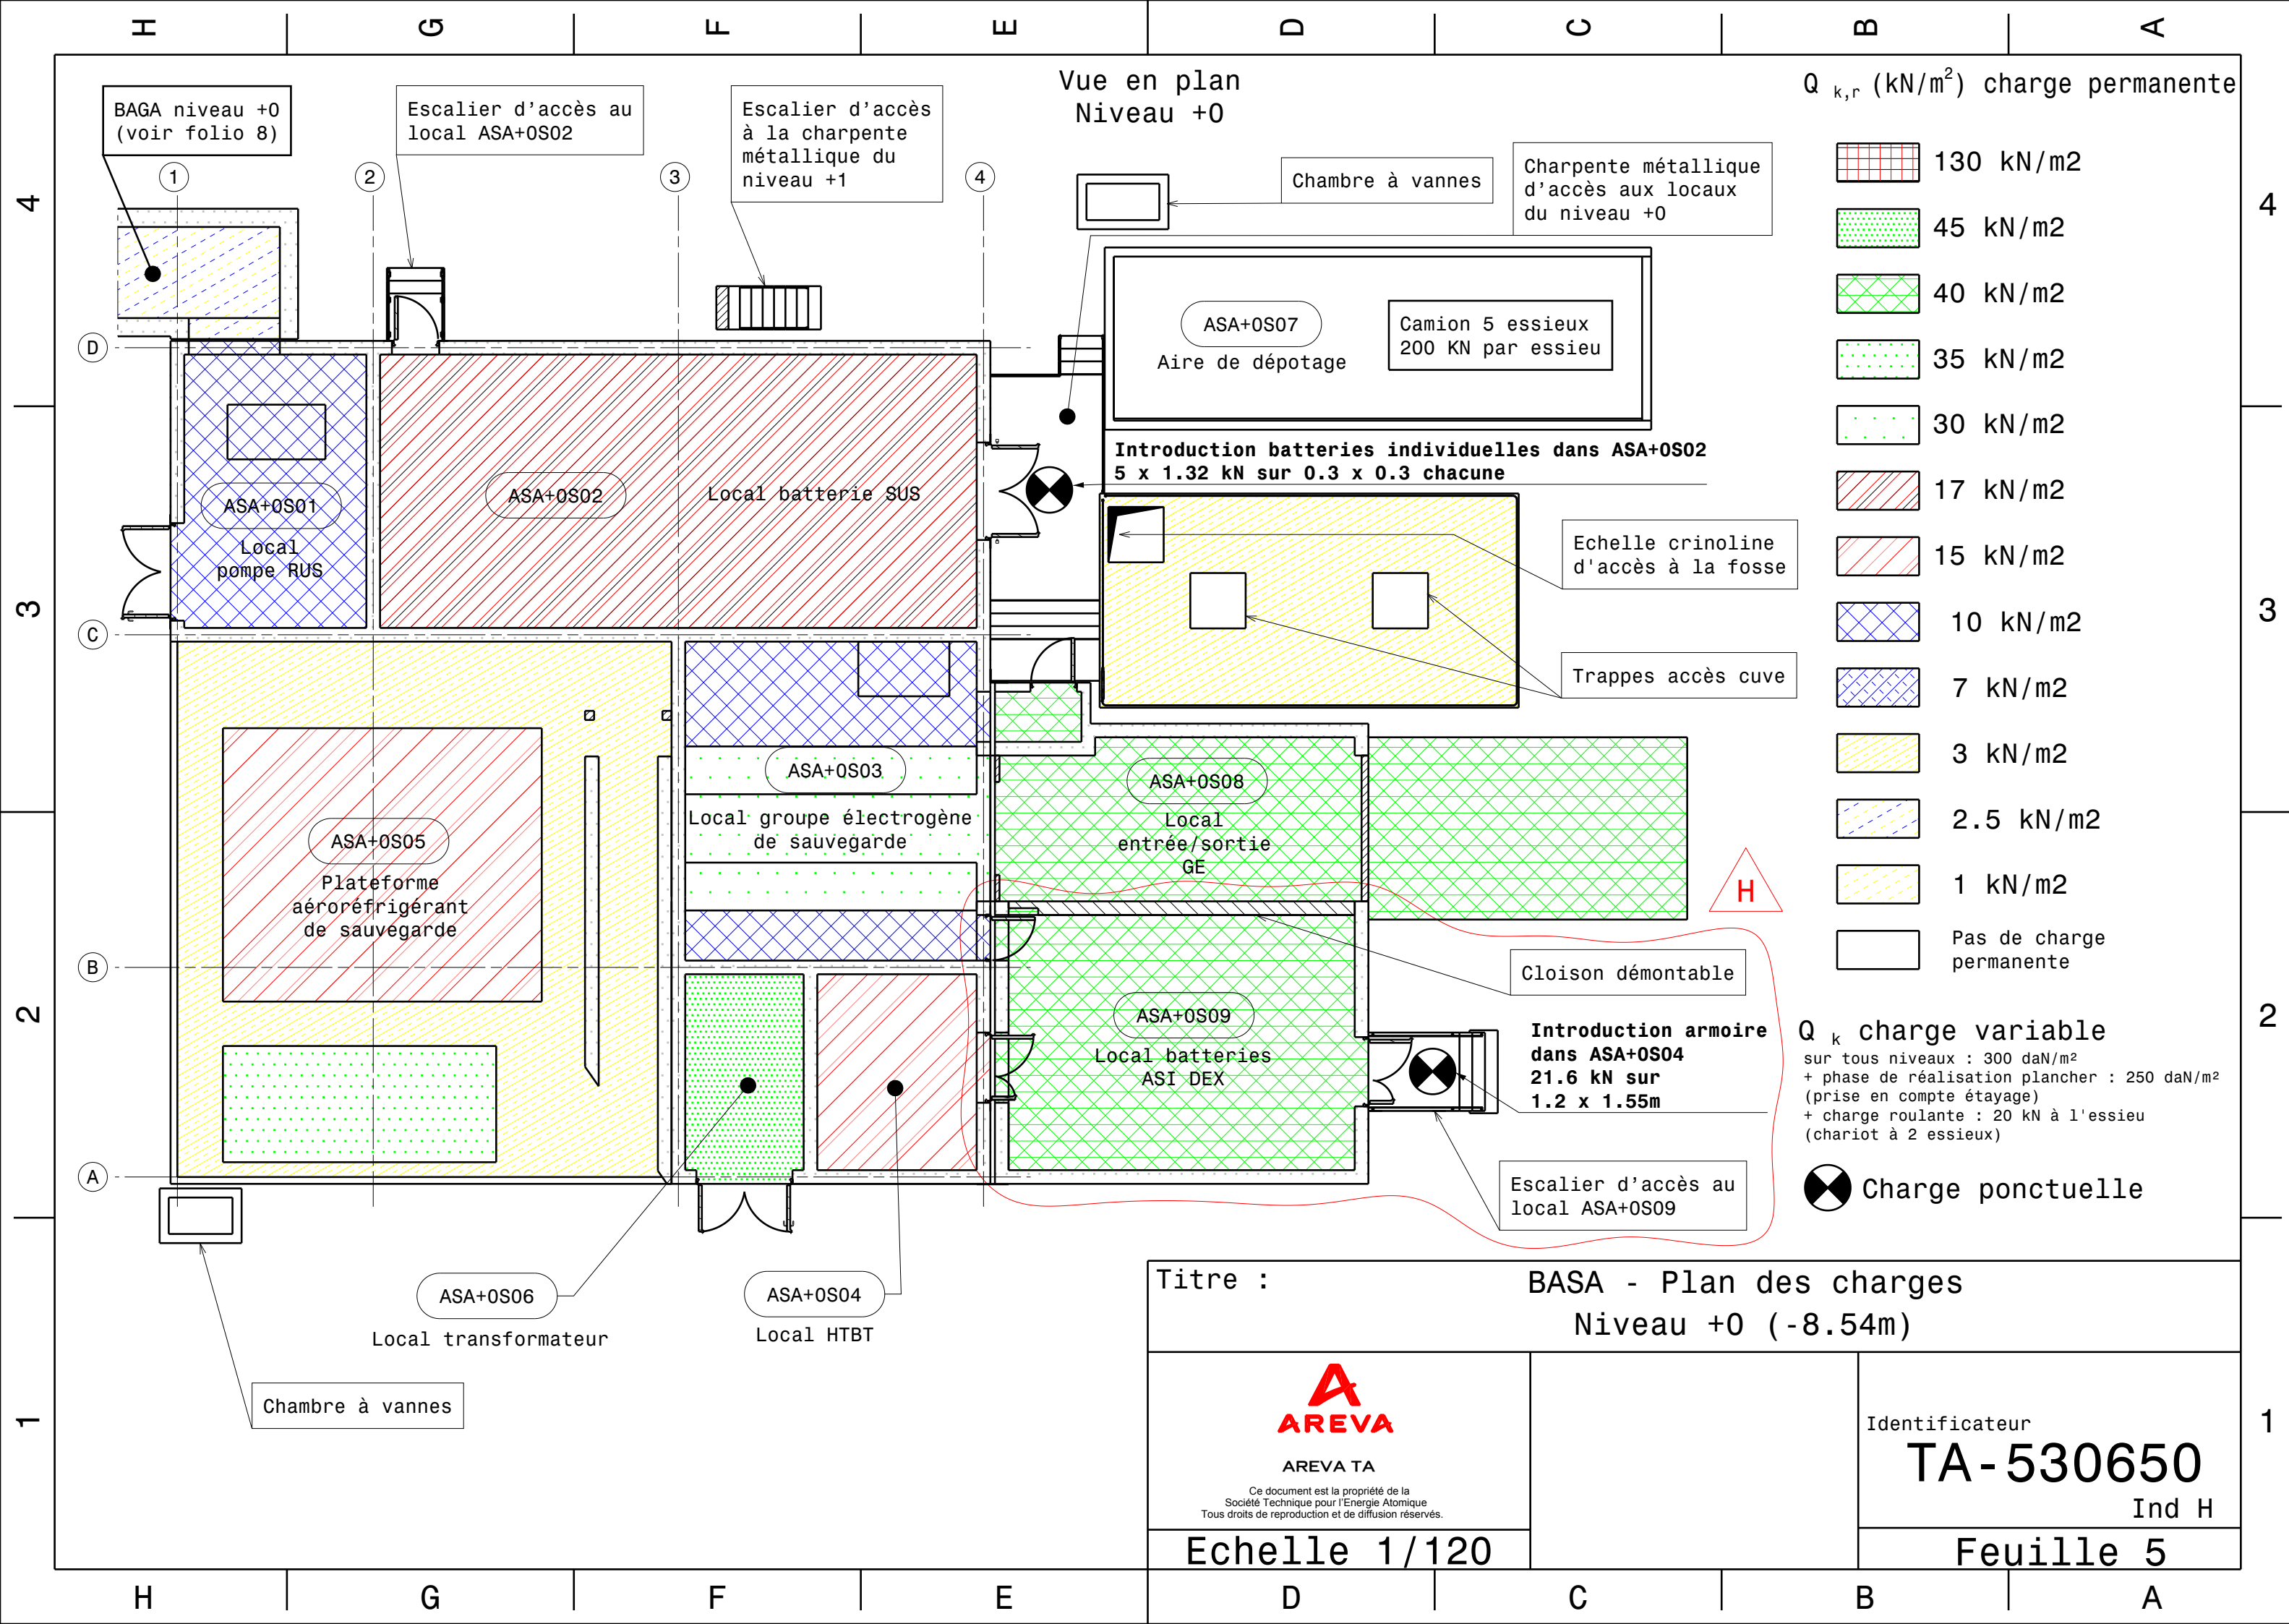 H G F E D C B A
4
3
2
1
Vue en plan
Niveau +0
BAGA niveau +0
(voir folio 8)
Escalier d'accès au
local ASA+0S02
Escalier d'accès
à la charpente
métallique du
niveau +1
Chambre à vannes
Charpente métallique
d'accès aux locaux
du niveau +0
1 2 3 4
D
C
B
A
ASA+0S07
Aire de dépotage
Camion 5 essieux
200 KN par essieu
Introduction batteries individuelles dans ASA+0S02
5 x 1.32 kN sur 0.3 x 0.3 chacune
ASA+0S01
Local
pompe RUS
ASA+0S02
Local batterie SUS
Echelle crinoline
d'accès à la fosse
Trappes accès cuve
ASA+0S03
Local groupe électrogène
de sauvegarde
ASA+0S08
Local
entrée/sortie
GE
ASA+0S05
Plateforme
aéroréfrigérant
de sauvegarde
H
Cloison démontable
ASA+0S09
Local batteries
ASI DEX
Introduction armoire
dans ASA+0S04
21.6 kN sur
1.2 x 1.55m
Escalier d'accès au
local ASA+0S09
ASA+0S06
Local transformateur
ASA+0S04
Local HTBT
Chambre à vannes
Q k,r (kN/m²) charge permanente
130 kN/m2
45 kN/m2
40 kN/m2
35 kN/m2
30 kN/m2
17 kN/m2
15 kN/m2
10 kN/m2
7 kN/m2
3 kN/m2
2.5 kN/m2
1 kN/m2
Pas de charge
permanente
Q k charge variable
sur tous niveaux : 300 daN/m²
+ phase de réalisation plancher : 250 daN/m²
(prise en compte étayage)
+ charge roulante : 20 kN à l'essieu
(chariot à 2 essieux)
Charge ponctuelle
4
3
2
1
Titre :
BASA - Plan des charges
Niveau +0 (-8.54m)
AREVA
AREVA TA
Ce document est la propriété de la
Société Technique pour l'Energie Atomique
Tous droits de reproduction et de diffusion réservés.
Echelle 1/120
Identificateur
TA-530650
Ind H
Feuille 5
H G F E D C B A